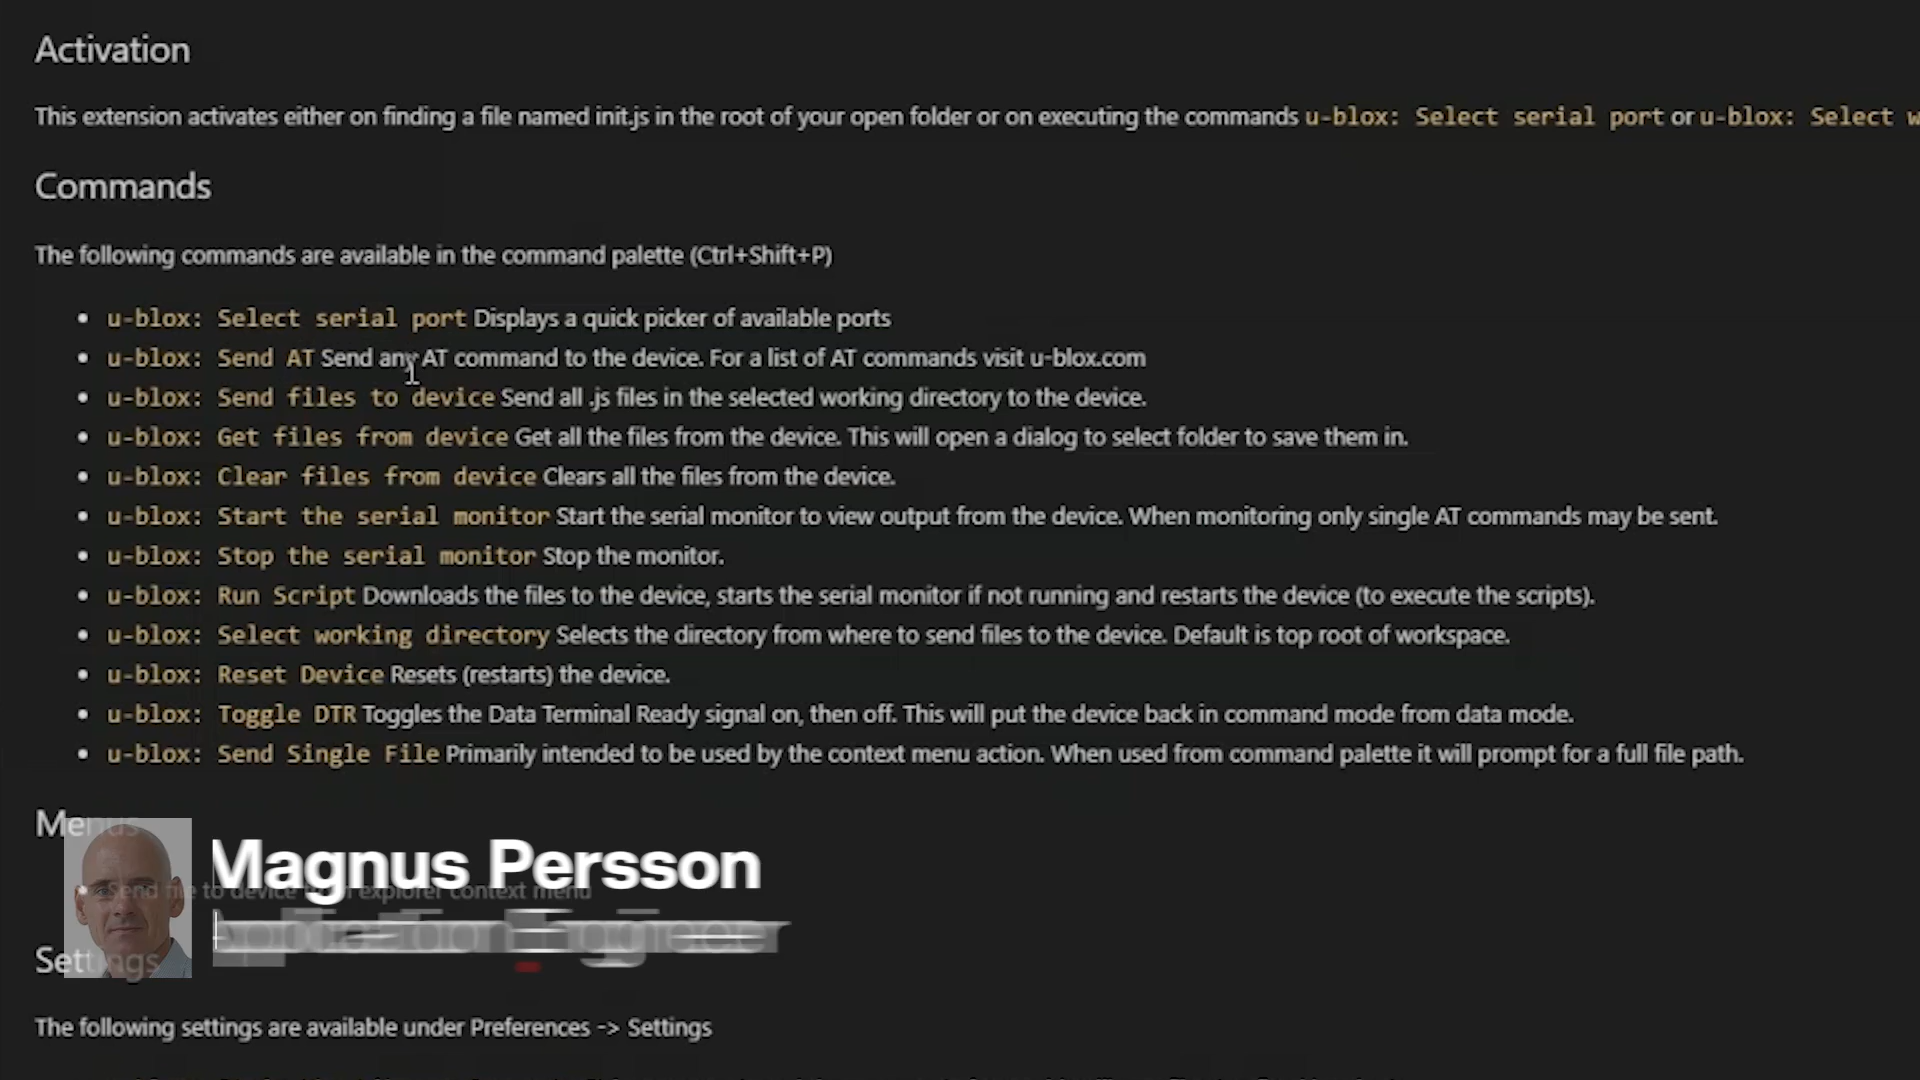 Activation
This extension activates either on finding a file named init.js in the root of your open folder or on executing the commands u-blox: Select serial port or u-blox: Select w
Commands
The following commands are available in the command palette (Ctrl+Shift+P)
• u-blox: Select serial port Displays a quick picker of available ports
• u-blox: Send AT Send any AT command to the device. For a list of AT commands visit u-blox.com
• u-blox: Send files to device Send all .js files in the selected working directory to the device.
• u-blox: Get files from device Get all the files from the device. This will open a dialog to select folder to save them in.
• u-blox: Clear files from device Clears all the files from the device.
• u-blox: Start the serial monitor Start the serial monitor to view output from the device. When monitoring only single AT commands may be sent.
• u-blox: Stop the serial monitor Stop the monitor.
• u-blox: Run Script Downloads the files to the device, starts the serial monitor if not running and restarts the device (to execute the scripts).
• u-blox: Select working directory Selects the directory from where to send files to the device. Default is top root of workspace.
• u-blox: Reset Device Resets (restarts) the device.
• u-blox: Toggle DTR Toggles the Data Terminal Ready signal on, then off. This will put the device back in command mode from data mode.
• u-blox: Send Single File Primarily intended to be used by the context menu action. When used from command palette it will prompt for a full file path.
Menus
Magnus Persson
Send file to device explorer context menu
Application Engineer
Settings
The following settings are available under Preferences -> Settings